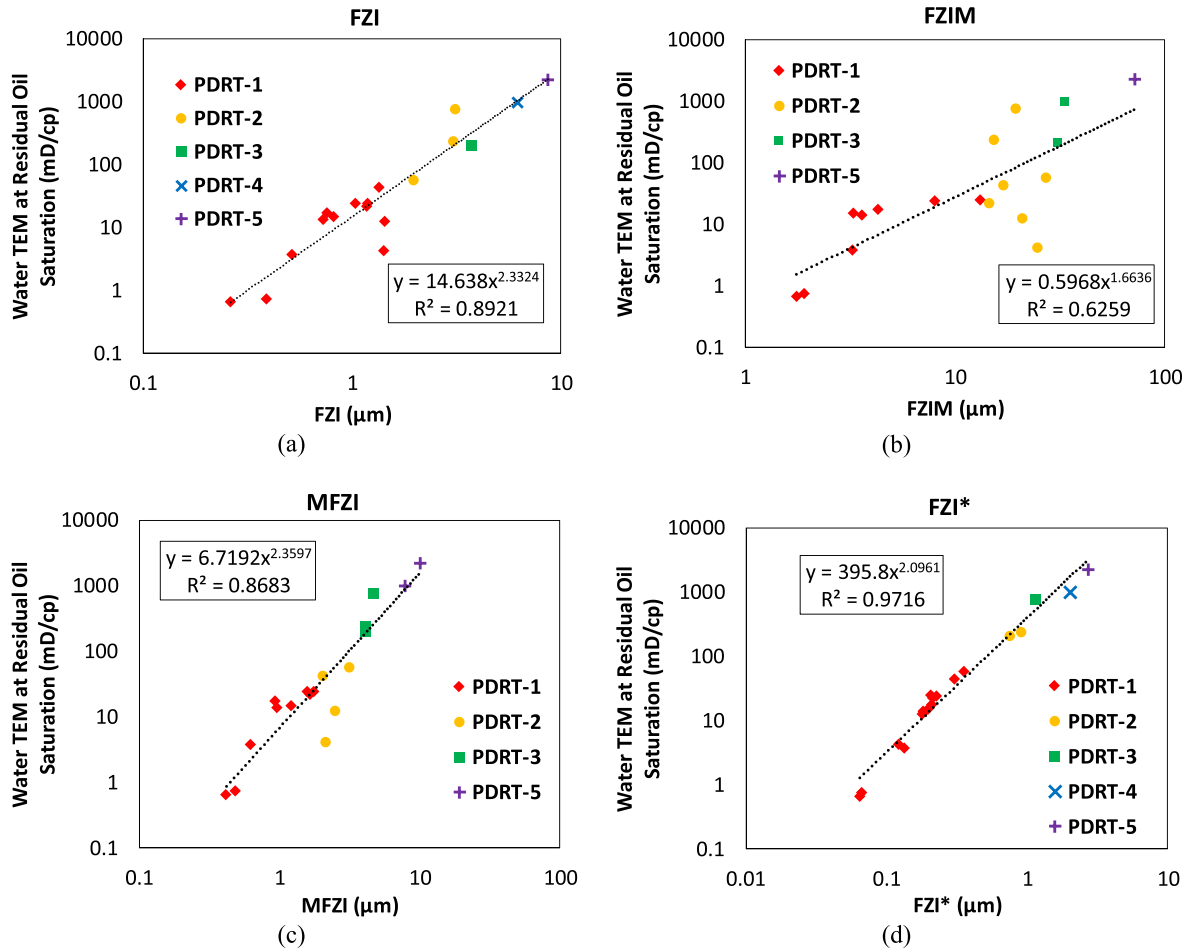 FZI
Water TEM at Residual Oil
Saturation (mD/cp)
10000
1000
100
10
1
0.1
PDRT-1
PDRT-2
PDRT-3
PDRT-4
PDRT-5
y = 14.638x^2.3324
R² = 0.8921
0.1
1
10
FZI (μm)
(a)
FZIM
Water TEM at Residual Oil
Saturation (mD/cp)
10000
1000
100
10
1
0.1
PDRT-1
PDRT-2
PDRT-3
PDRT-5
y = 0.5968x^1.6636
R² = 0.6259
1
10
100
FZIM (μm)
(b)
MFZI
Water TEM at Residual Oil
Saturation (mD/cp)
10000
1000
100
10
1
0.1
y = 6.7192x^2.3597
R² = 0.8683
PDRT-1
PDRT-2
PDRT-3
PDRT-5
0.1
1
10
100
MFZI (μm)
(c)
FZI*
Water TEM at Residual Oil
Saturation (mD/cp)
10000
1000
100
10
1
0.1
y = 395.8x^2.0961
R² = 0.9716
PDRT-1
PDRT-2
PDRT-3
PDRT-4
PDRT-5
0.01
0.1
1
10
FZI* (μm)
(d)